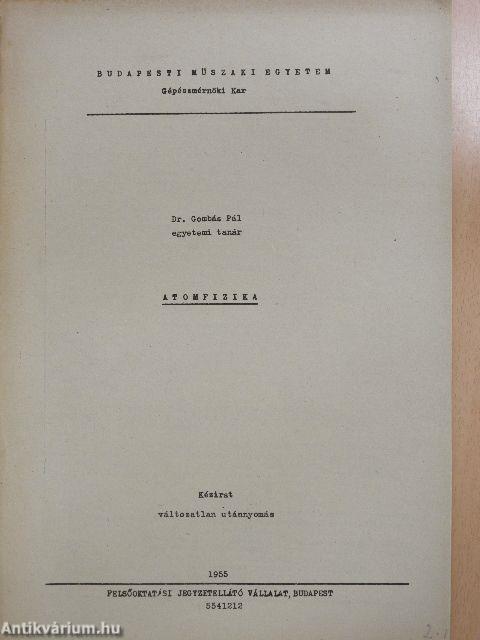 BUDAPESTI MŰSZAKI EGYETEM
Gépészmérnöki Kar
Dr. Gombás Pál
egyetemi tanár
ATOMFIZIKA
Kézirat
változatlan utánnyomás
1955
FELSŐOKTATÁSI JEGYZETELLÁTÓ VÁLLALAT, BUDAPEST
5541212
Antikvárium.hu